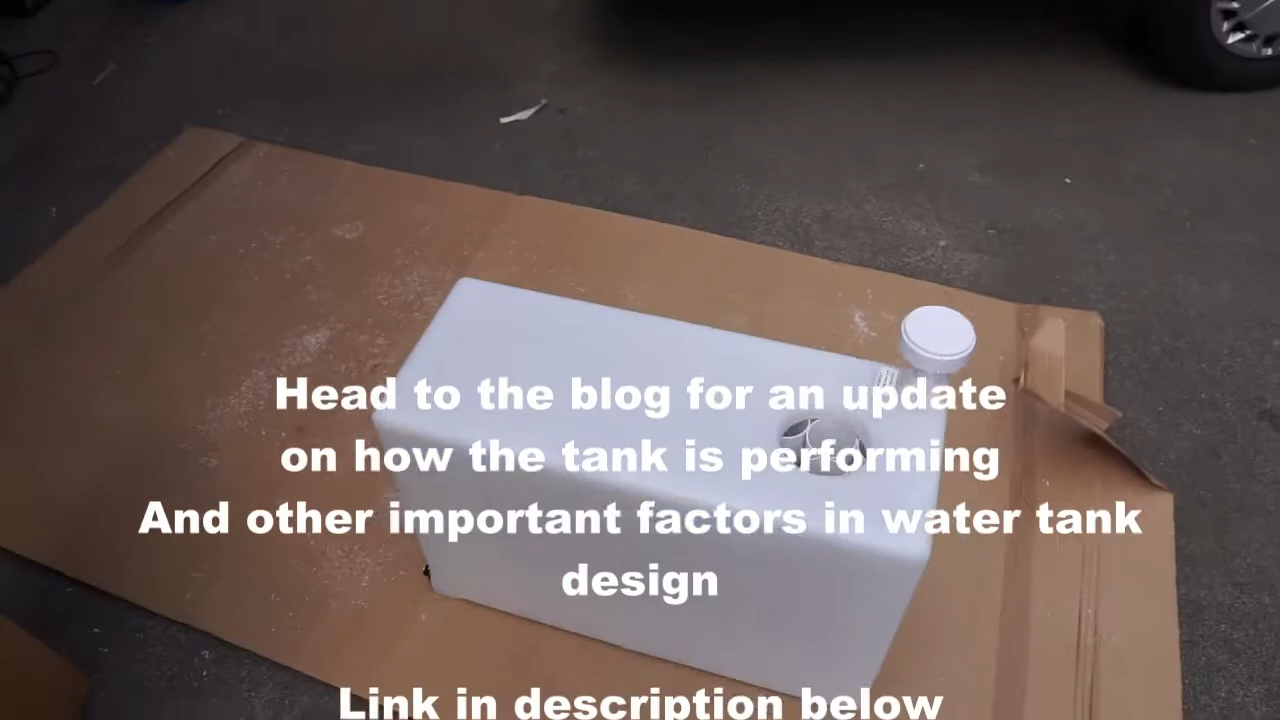 Head to the blog for an update
on how the tank is performing
And other important factors in water tank
design
Link in description below